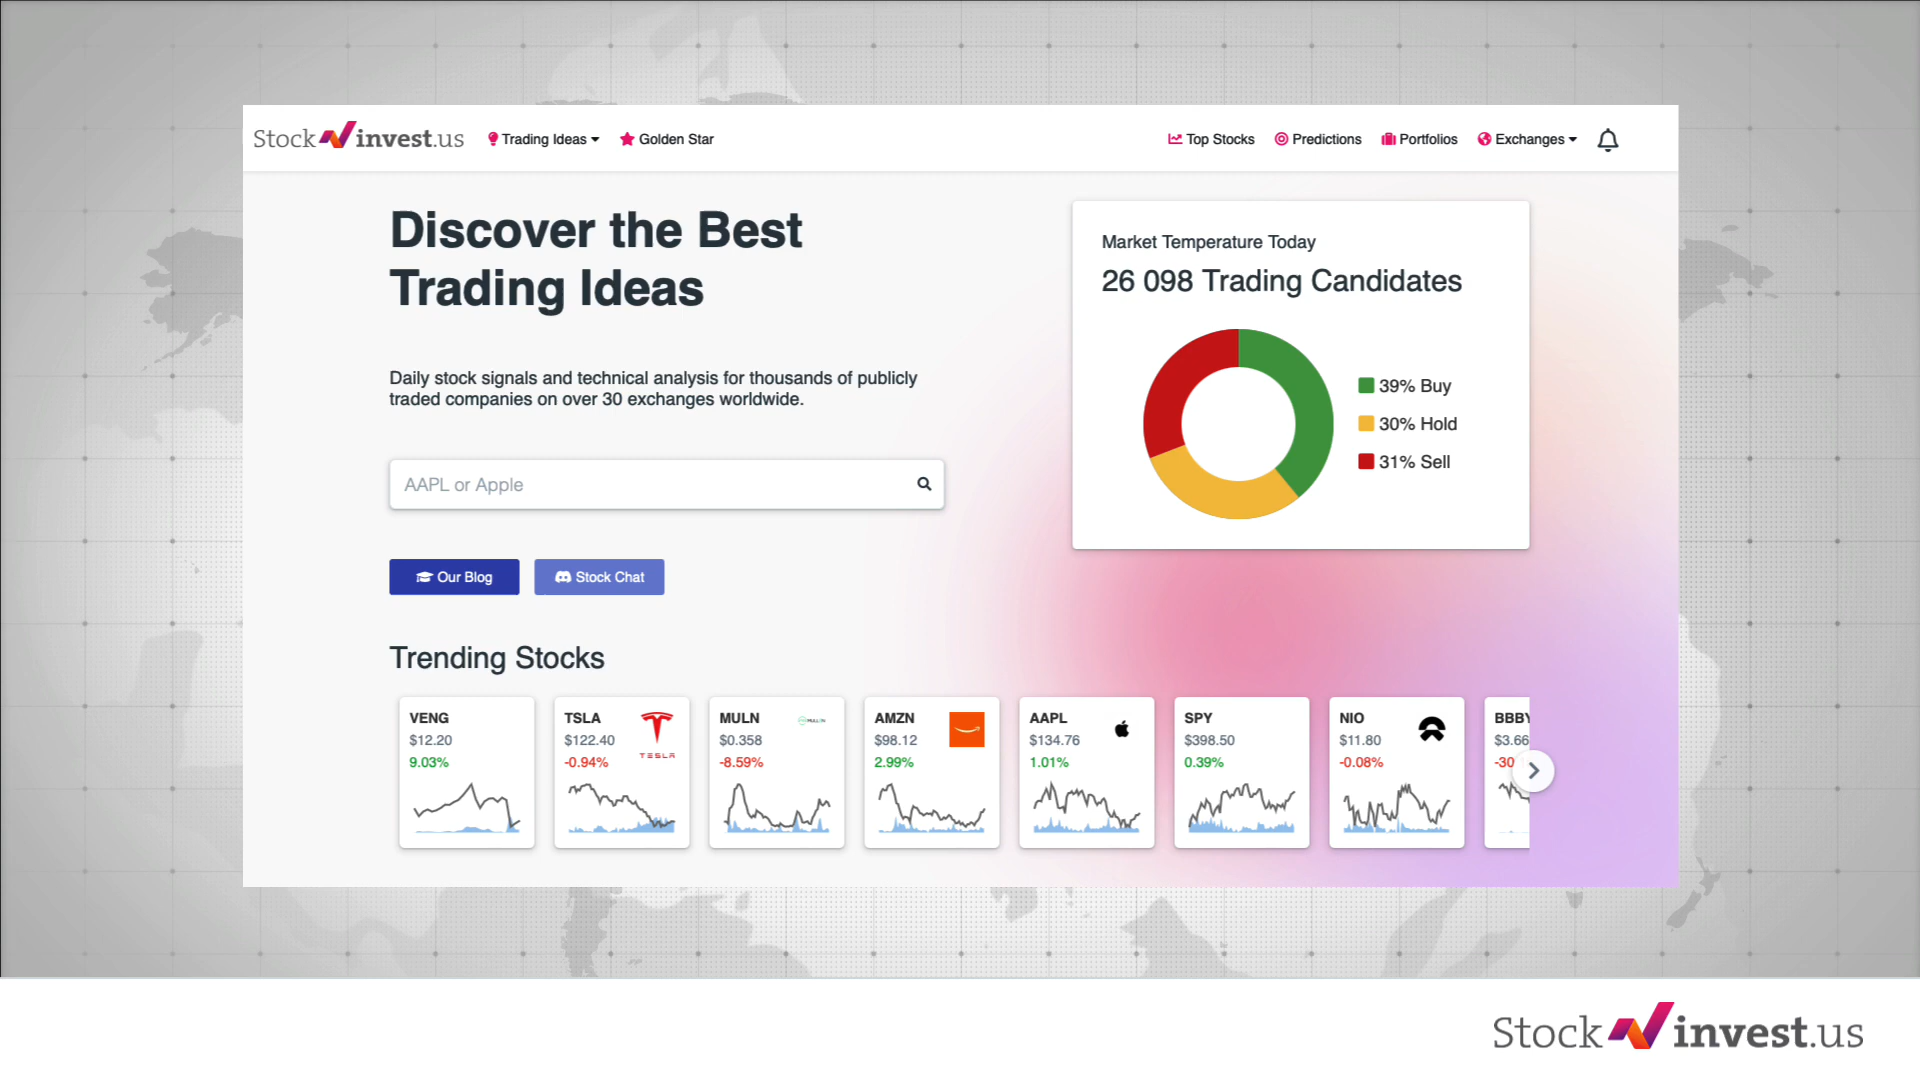 Stock invest.us
Trading Ideas
Golden Star
Top Stocks
Predictions
Portfolios
Exchanges
Discover the Best
Trading Ideas
Daily stock signals and technical analysis for thousands of publicly
traded companies on over 30 exchanges worldwide.
AAPL or Apple
Our Blog
Stock Chat
Market Temperature Today
26 098 Trading Candidates
39% Buy
30% Hold
31% Sell
Trending Stocks
VENG
$12.20
9.03%
TSLA
$122.40
-0.94%
TESLA
MULN
$0.358
-8.59%
AMZN
$98.12
2.99%
AAPL
$134.76
1.01%
SPY
$398.50
0.39%
NIO
$11.80
-0.08%
BBBY
$3.66
-30
Stock invest.us